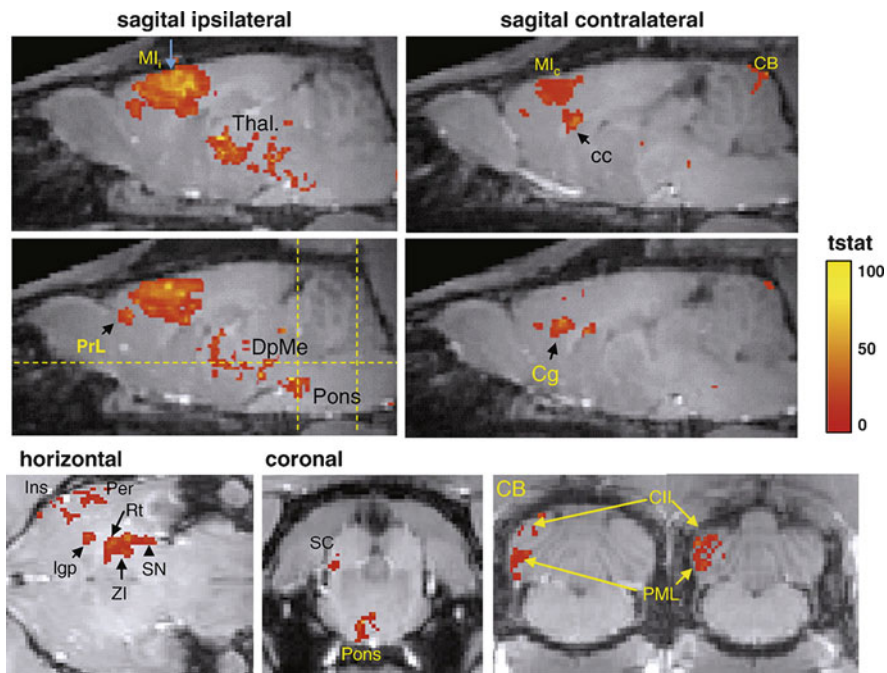 sagital ipsilateral
sagital contralateral
MIi
Thal.
MIc
CB
cc
PrL
DpMe
Pons
Cg
tstat
100
50
0
horizontal
coronal
Ins
Per
Rt
lgp
ZI
SN
SC
Pons
CB
CII
PML